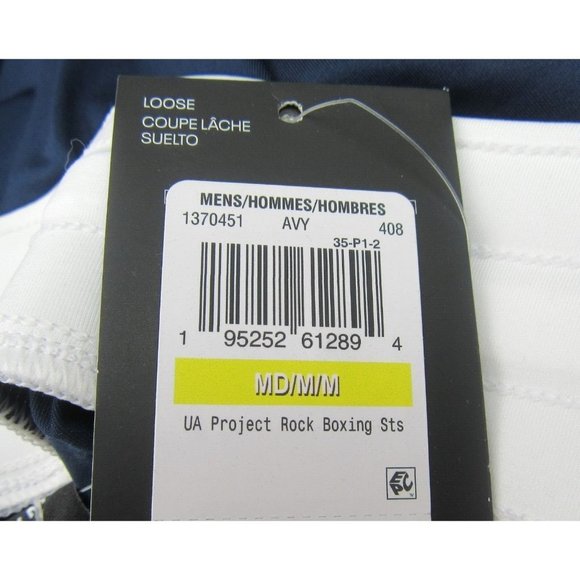 LOOSE
COUPE LÂCHE
SUELTO
MENS/HOMMES/HOMBRES
1370451 AVY 408
35-P1-2
1 95252 61289 4
MD/M/M
UA Project Rock Boxing Sts
EPC